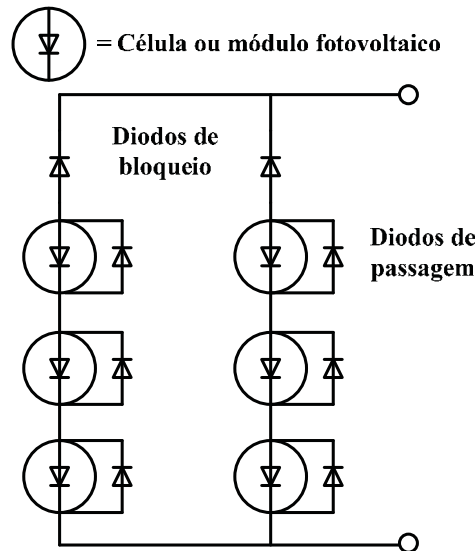 = Célula ou módulo fotovoltaico
Diodos de
bloqueio
Diodos de
passagem